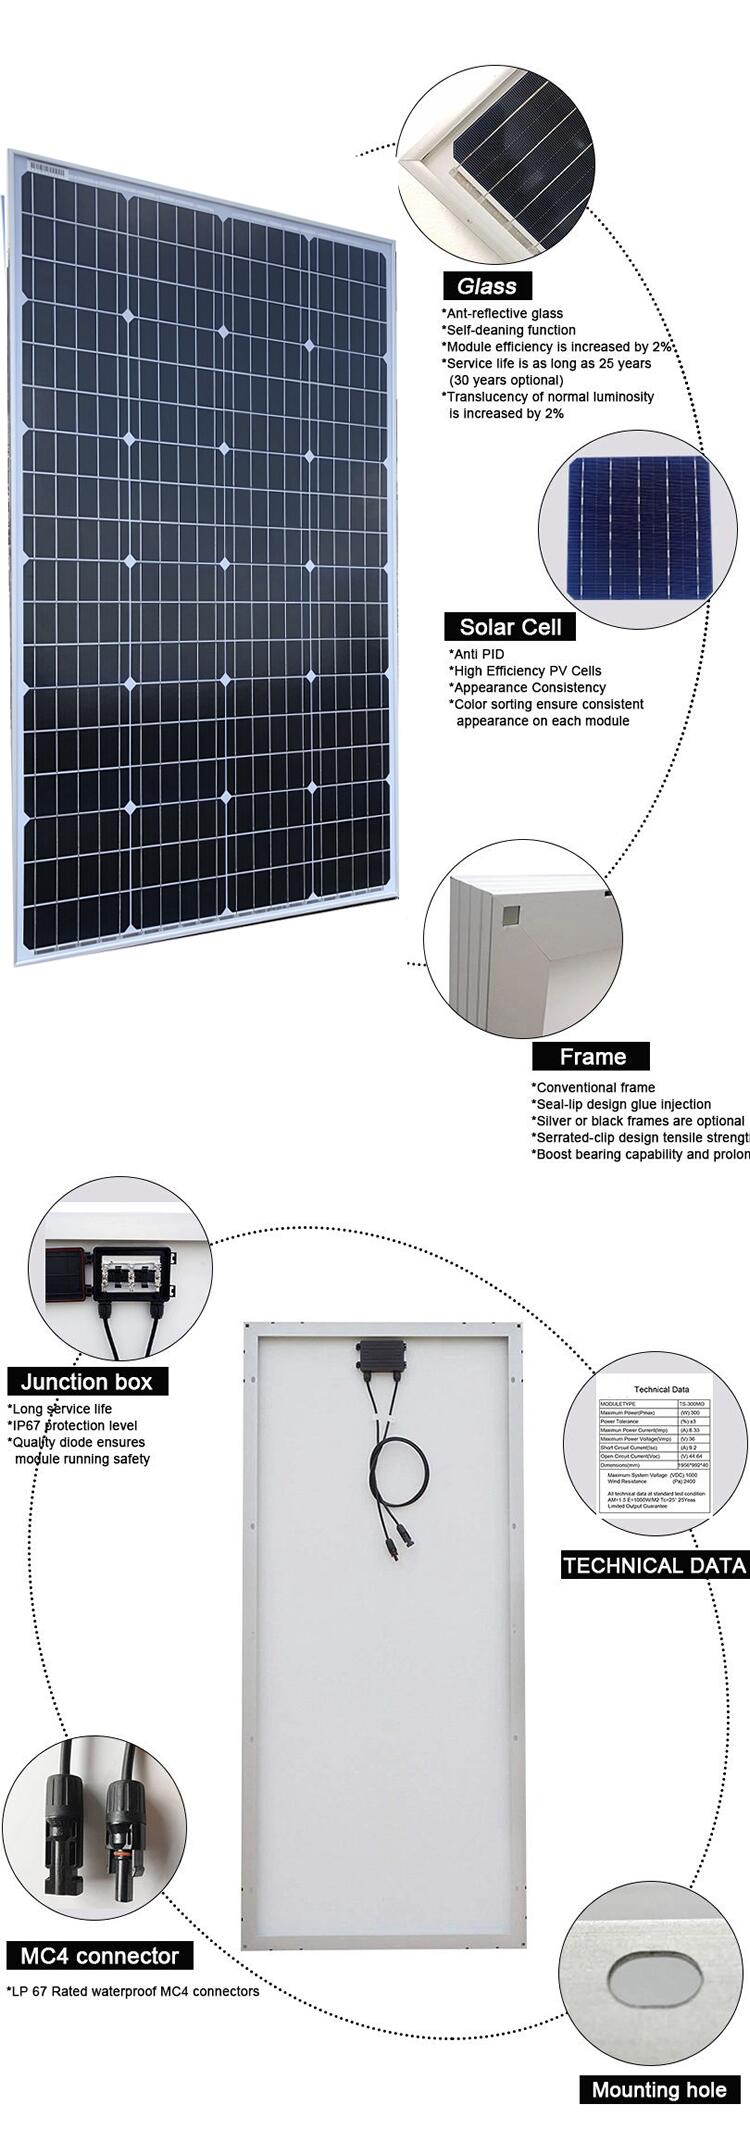 Glass
*Ant-reflective glass
*Self-deaning function
*Module efficiency is increased by 2%
*Service life is as long as 25 years
(30 years optional)
*Translucency of normal luminosity
is increased by 2%
Solar Cell
*Anti PID
*High Efficiency PV Cells
*Appearance Consistency
*Color sorting ensure consistent
appearance on each module
Frame
*Conventional frame
*Seal-lip design glue injection
*Silver or black frames are optional
*Serrated-clip design tensile strengt
*Boost bearing capability and prolon
Junction box
*Long service life
*IP67 protection level
*Quality diode ensures
module running safety
Technical Data
MODULETYPE TS-300MO
Maximum Power(Pmax) (W) 300
Power Tolerance (%) ±3
Maximun Power Current(Imp) (A) 8.33
Maximum Power Voltage(Vmp) (V) 36
Short Circuit Current(Isc) (A) 9.2
Open Circuit Current(Voc) (V) 44.64
Dimensions(mm) 1956*992*40
Maximum System Voltage (VDC) 1000
Wind Resistance (Pa) 2400
All technical data at standard test condition
AM=1.5 E=1000W/M2 Tc=25° 25Yeas
Limited Output Guarantee
TECHNICAL DATA
MC4 connector
*LP 67 Rated waterproof MC4 connectors
Mounting hole